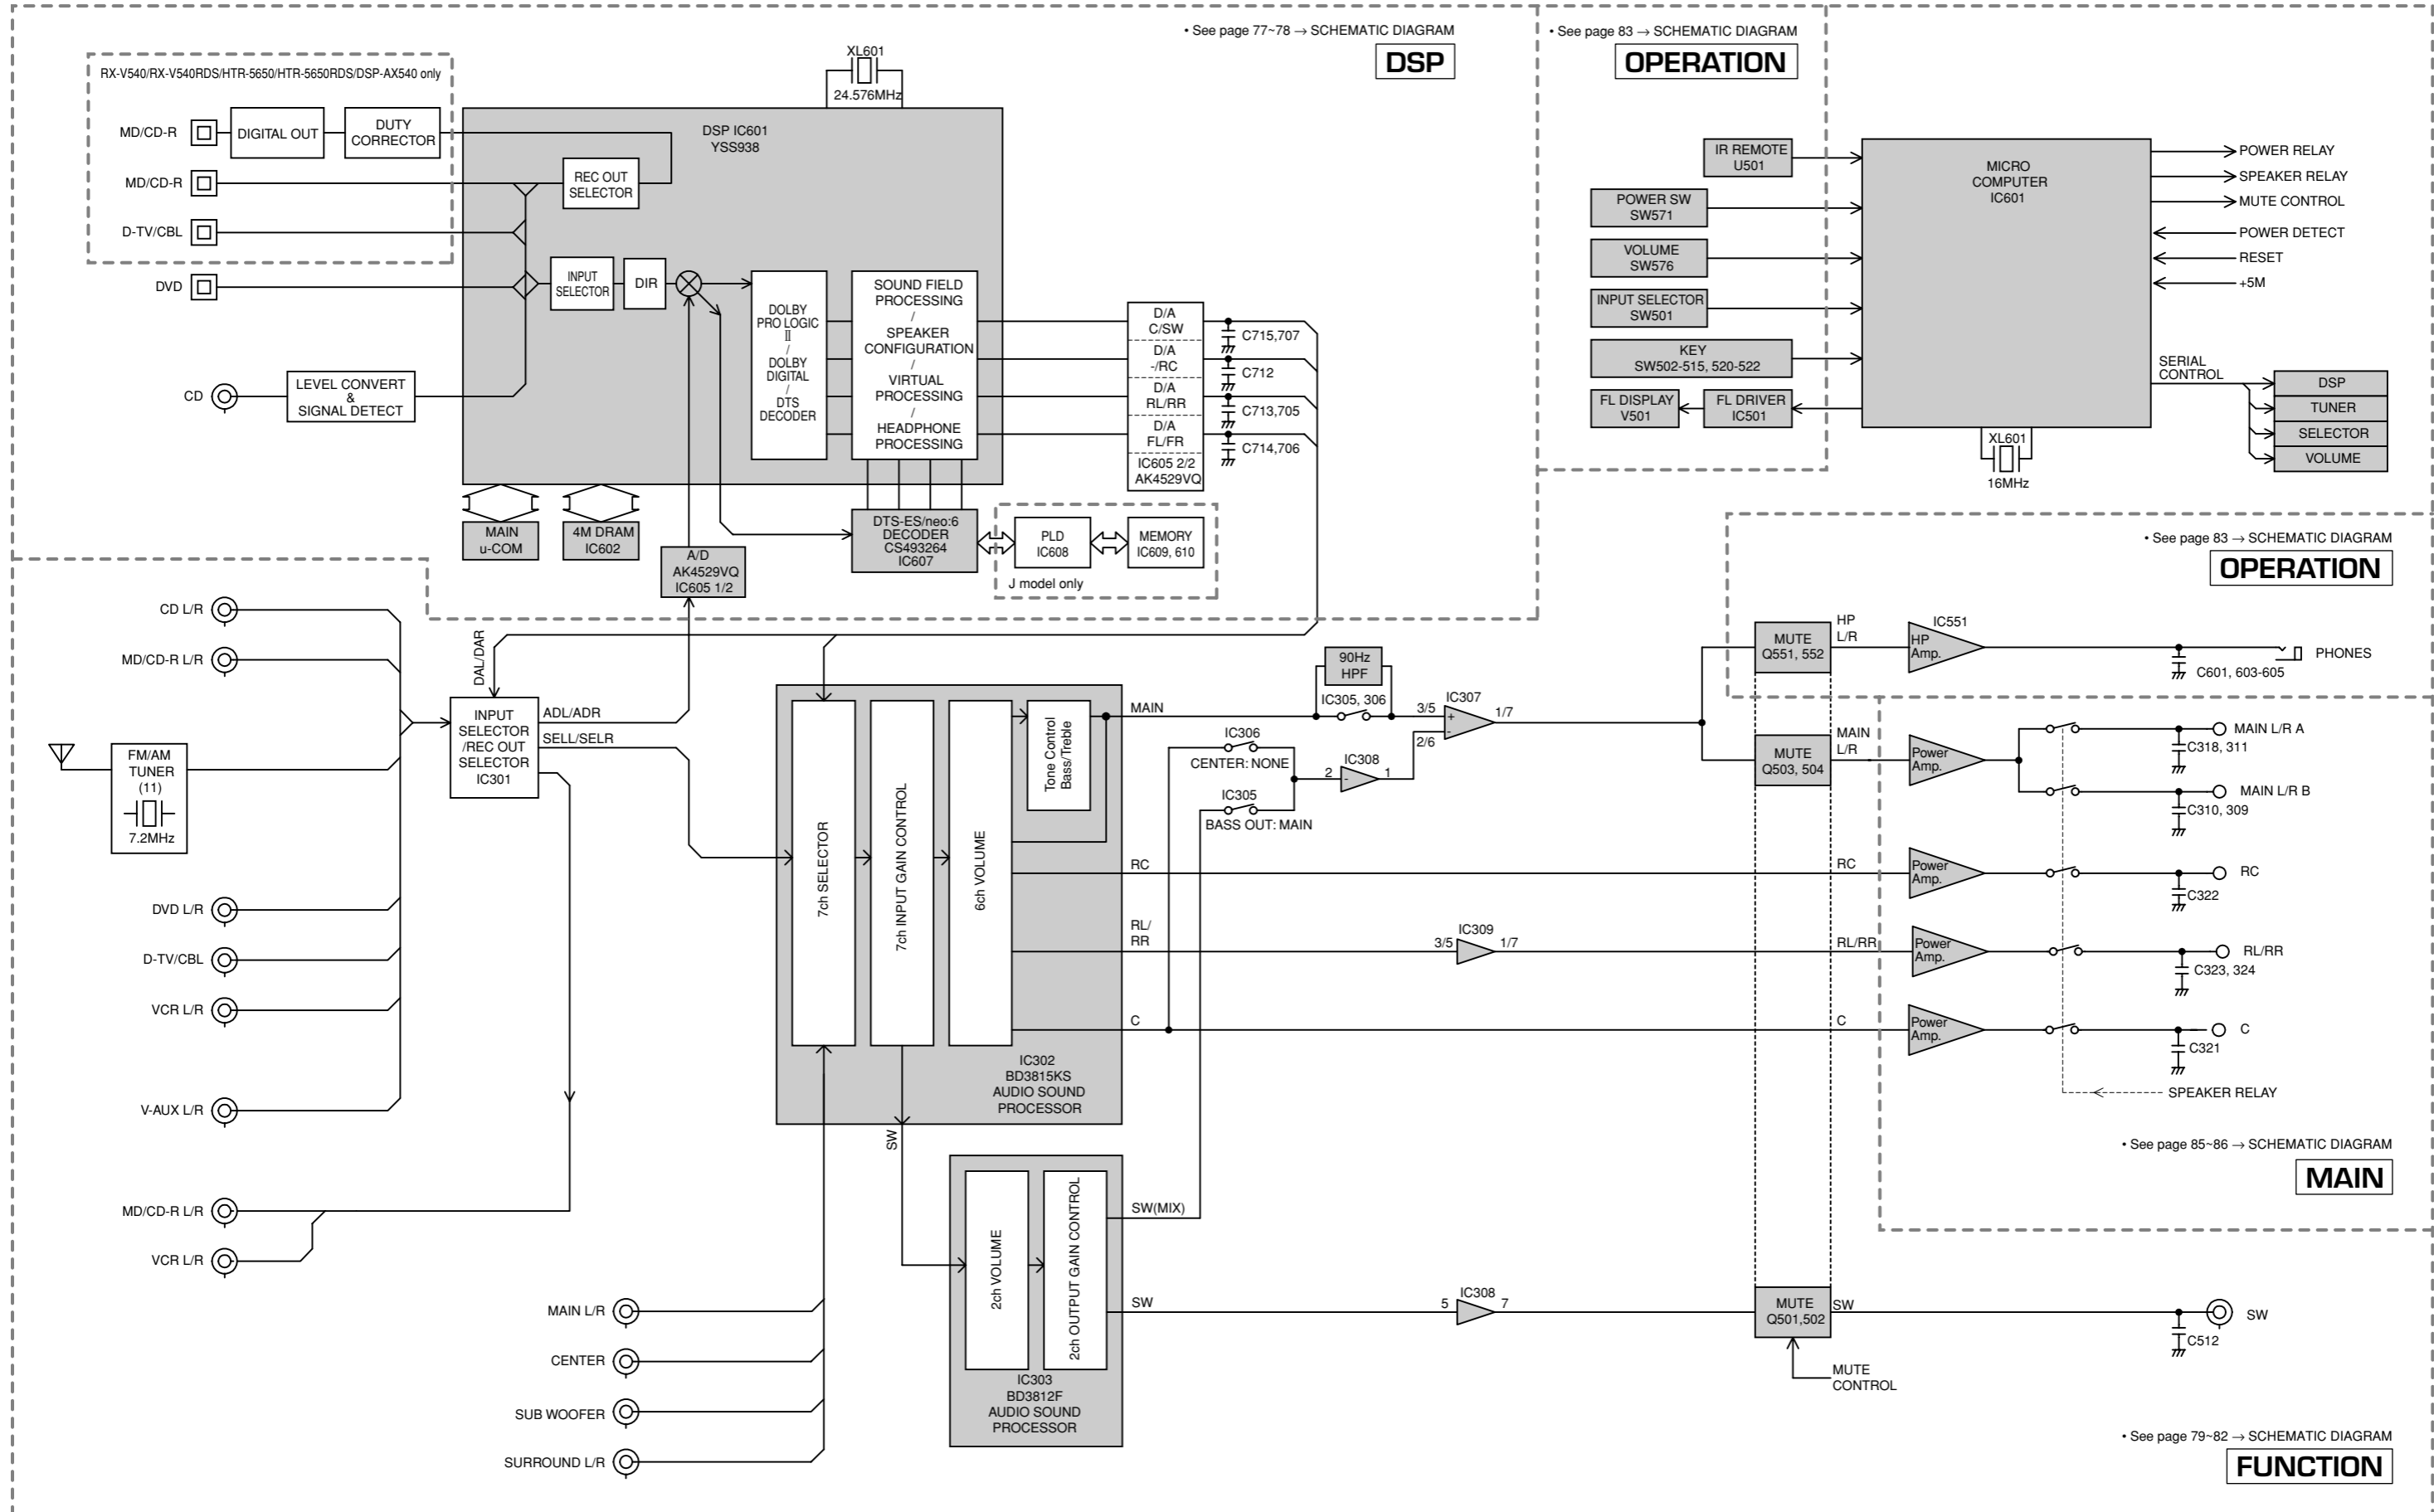 • See page 77~78 → SCHEMATIC DIAGRAM
DSP
• See page 83 → SCHEMATIC DIAGRAM
OPERATION
RX-V540/RX-V540RDS/HTR-5650/HTR-5650RDS/DSP-AX540 only
XL601
24.576MHz
MD/CD-R
DIGITAL OUT
DUTY
CORRECTOR
DSP IC601
YSS938
MD/CD-R
REC OUT
SELECTOR
D-TV/CBL
DVD
INPUT
SELECTOR
DIR
DOLBY
PRO LOGIC
II
/
DOLBY
DIGITAL
/
DTS
DECODER
SOUND FIELD
PROCESSING
/
SPEAKER
CONFIGURATION
/
VIRTUAL
PROCESSING
/
HEADPHONE
PROCESSING
D/A
C/SW
D/A
-/RC
D/A
RL/RR
D/A
FL/FR
IC605 2/2
AK4529VQ
C715,707
C712
C713,705
C714,706
CD
LEVEL CONVERT
&
SIGNAL DETECT
MAIN
u-COM
4M DRAM
IC602
A/D
AK4529VQ
IC605 1/2
DTS-ES/neo:6
DECODER
CS493264
IC607
PLD
IC608
MEMORY
IC609, 610
J model only
IR REMOTE
U501
POWER SW
SW571
VOLUME
SW576
INPUT SELECTOR
SW501
KEY
SW502-515, 520-522
FL DISPLAY
V501
FL DRIVER
IC501
MICRO
COMPUTER
IC601
XL601
16MHz
POWER RELAY
SPEAKER RELAY
MUTE CONTROL
POWER DETECT
RESET
+5M
SERIAL
CONTROL
DSP
TUNER
SELECTOR
VOLUME
• See page 83 → SCHEMATIC DIAGRAM
OPERATION
CD L/R
MD/CD-R L/R
FM/AM
TUNER
(11)
7.2MHz
DVD L/R
D-TV/CBL
VCR L/R
V-AUX L/R
MD/CD-R L/R
VCR L/R
DAL/DAR
INPUT
SELECTOR
/REC OUT
SELECTOR
IC301
ADL/ADR
SELL/SELR
7ch SELECTOR
7ch INPUT GAIN CONTROL
6ch VOLUME
Tone Control
Bass/Treble
IC302
BD3815KS
AUDIO SOUND
PROCESSOR
MAIN
90Hz
HPF
IC305, 306
3/5
+
IC307
1/7
-
2/6
IC306
CENTER: NONE
IC308
2
-
1
IC305
BASS OUT: MAIN
RC
RL/
RR
3/5
IC309
1/7
C
SW
2ch VOLUME
2ch OUTPUT GAIN CONTROL
IC303
BD3812F
AUDIO SOUND
PROCESSOR
SW(MIX)
SW
5
IC308
7
MAIN L/R
CENTER
SUB WOOFER
SURROUND L/R
MUTE
Q551, 552
HP
L/R
IC551
HP
Amp.
C601, 603-605
PHONES
MUTE
Q503, 504
MAIN
L/R
Power
Amp.
MAIN L/R A
C318, 311
MAIN L/R B
C310, 309
RC
Power
Amp.
RC
C322
RL/RR
Power
Amp.
RL/RR
C323, 324
C
Power
Amp.
C
C321
SPEAKER RELAY
• See page 85~86 → SCHEMATIC DIAGRAM
MAIN
MUTE
Q501,502
SW
SW
C512
MUTE
CONTROL
• See page 79~82 → SCHEMATIC DIAGRAM
FUNCTION